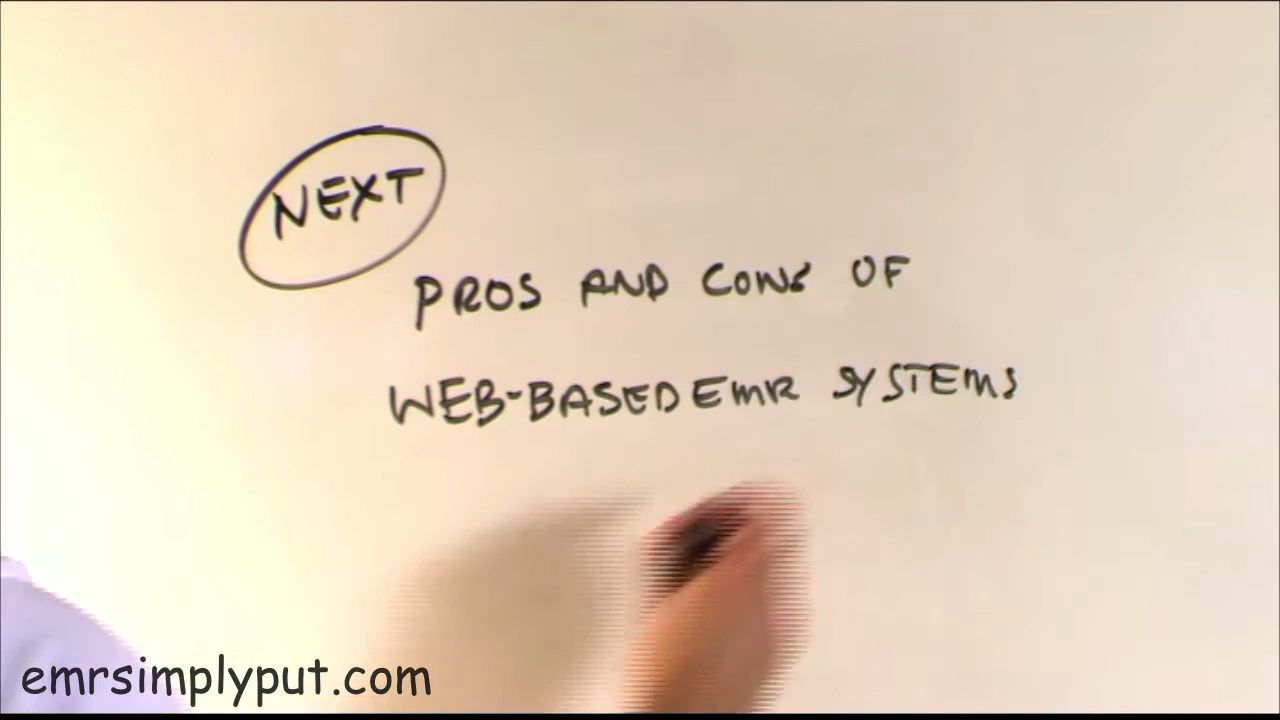 NEXT
PROS AND CONS OF
WEB-BASED EMR SYSTEMS
emrsimplyput.com